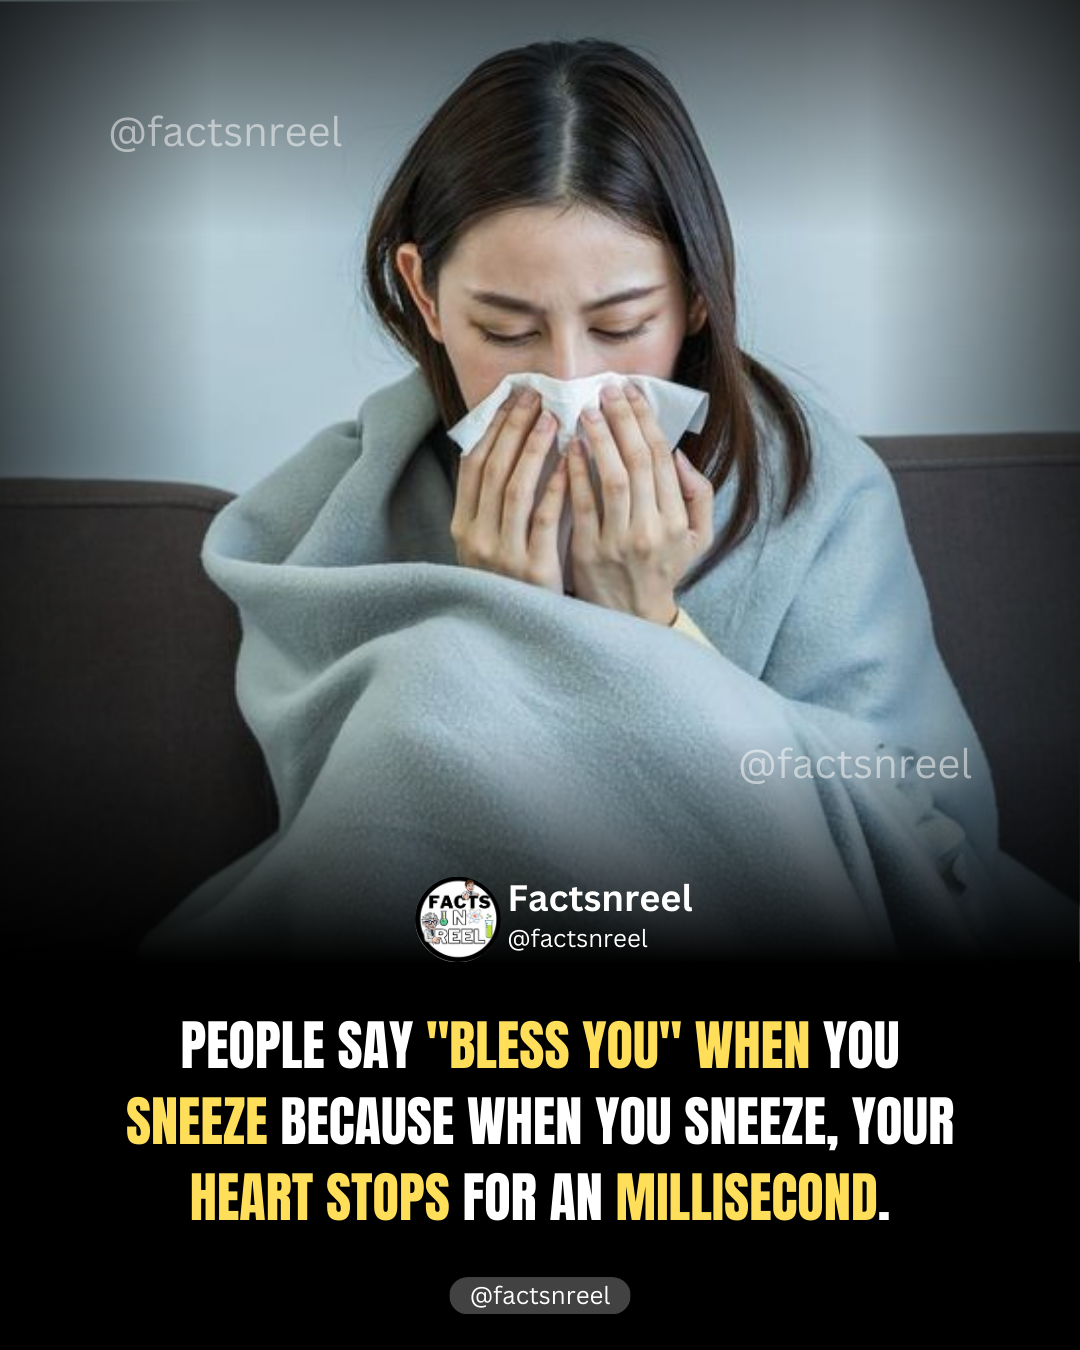 @factsnreel
@factsnreel
FACTS
IN
REEL
Factsnreel
@factsnreel
PEOPLE SAY "BLESS YOU" WHEN YOU
SNEEZE BECAUSE WHEN YOU SNEEZE, YOUR
HEART STOPS FOR AN MILLISECOND.
@factsnreel